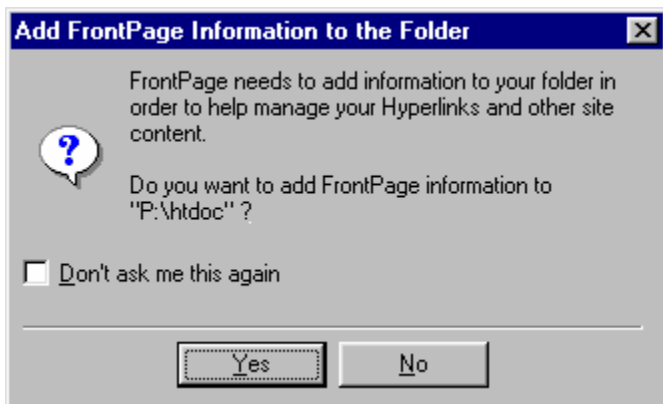 Add FrontPage Information to the Folder
FrontPage needs to add information to your folder in
order to help manage your Hyperlinks and other site
content.
Do you want to add FrontPage information to
"P:\htdoc" ?
Don't ask me this again
Yes
No